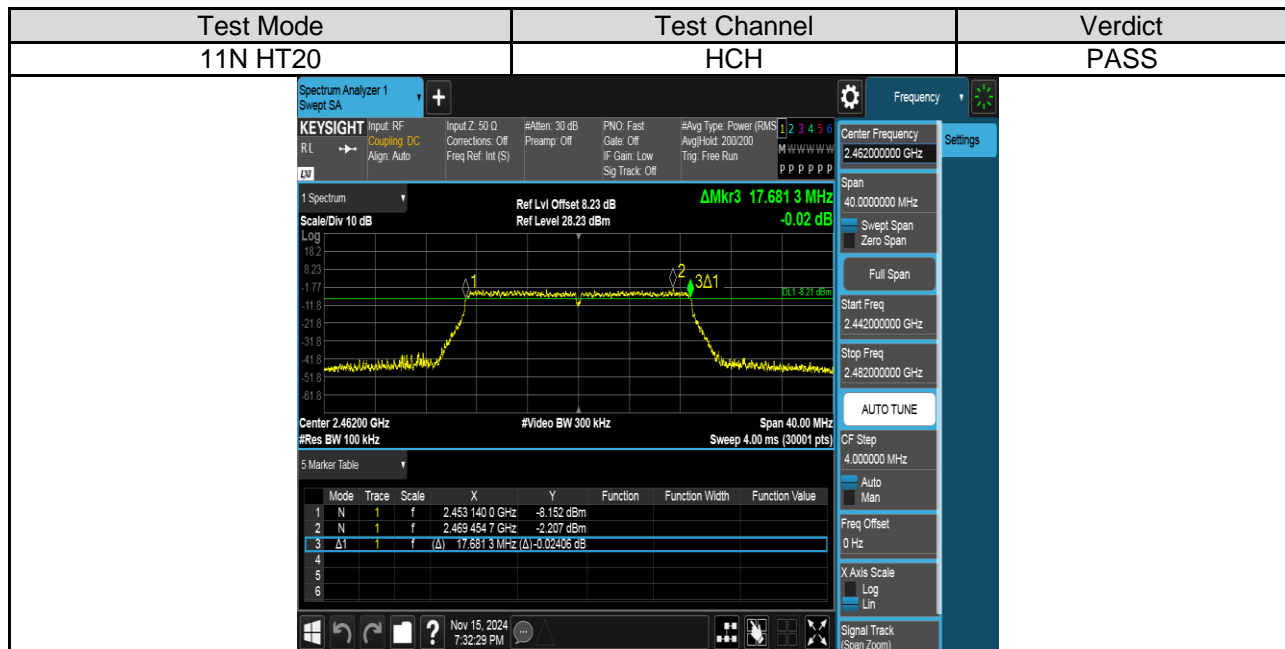 Test Mode Test Channel Verdict
11N HT20 HCH PASS
Spectrum Analyzer 1
Swept SA
+
Frequency
KEYSIGHT Input: RF Input Z: 50 Ω #Atten: 30 dB PNO: Fast #Avg Type: Power (RMS 1 2 3 4 5 6
RL Coupling: DC Corrections: Off Preamp: Off Gate: Off Avg|Hold: 200/200 M W W W W W
Align: Auto Freq Ref: Int (S) IF Gain: Low Trig: Free Run
LXI Sig Track: Off P P P P P P
1 Spectrum Ref Lvl Offset 8.23 dB ΔMkr3 17.681 3 MHz
Scale/Div 10 dB Ref Level 28.23 dBm -0.02 dB
Log
18.2
8.23
-1.77
-11.8
-21.8
-31.8
-41.8
-51.8
-61.8
1 2 3Δ1
DL1 -8.21 dBm
Center 2.46200 GHz #Video BW 300 kHz Span 40.00 MHz
#Res BW 100 kHz Sweep 4.00 ms (30001 pts)
5 Marker Table
Mode Trace Scale X Y Function Function Width Function Value
1 N 1 f 2.453 140 0 GHz -8.152 dBm
2 N 1 f 2.469 454 7 GHz -2.207 dBm
3 Δ1 1 f (Δ) 17.681 3 MHz (Δ) -0.02406 dB
4
5
6
Nov 15, 2024
7:32:29 PM
?
Center Frequency
2.462000000 GHz
Settings
Span
40.0000000 MHz
Swept Span
Zero Span
Full Span
Start Freq
2.442000000 GHz
Stop Freq
2.482000000 GHz
AUTO TUNE
CF Step
4.000000 MHz
Auto
Man
Freq Offset
0 Hz
X Axis Scale
Log
Lin
Signal Track
(Span Zoom)